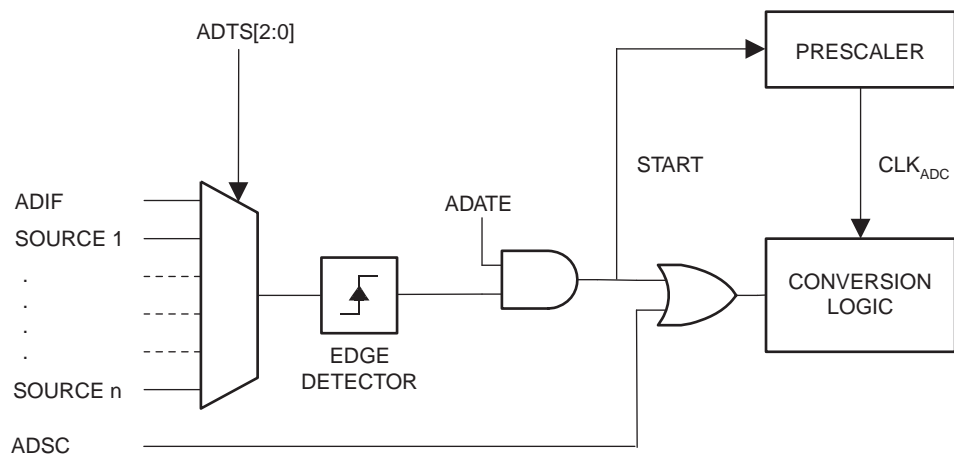 ADTS[2:0]
PRESCALER
START
CLKADC
ADIF
ADATE
SOURCE 1
.
.
.
.
CONVERSION
LOGIC
EDGE
DETECTOR
SOURCE n
ADSC